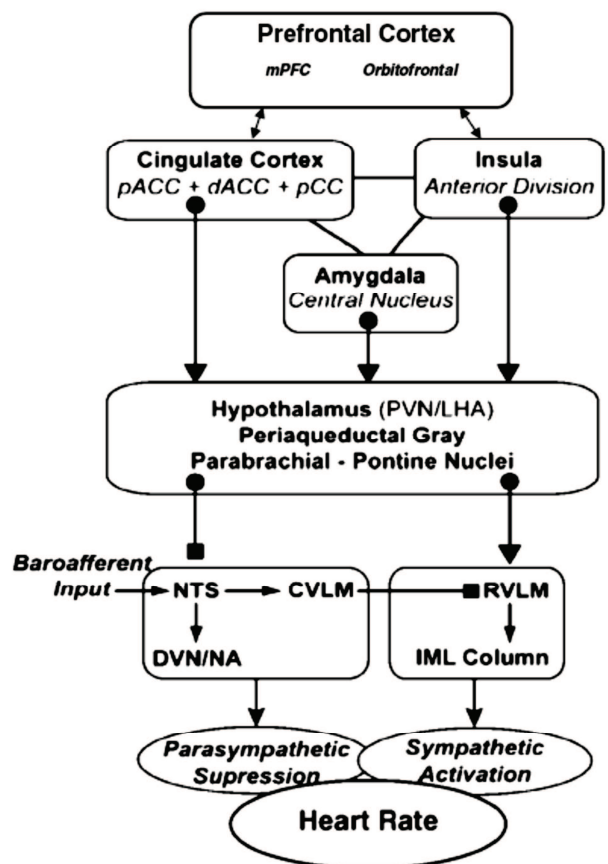 Prefrontal Cortex
mPFC Orbitofrontal
Cingulate Cortex
pACC + dACC + pCC
Insula
Anterior Division
Amygdala
Central Nucleus
Hypothalamus (PVN/LHA)
Periaqueductal Gray
Parabrachial - Pontine Nuclei
Baroafferent
Input
NTS
CVLM
RVLM
DVN/NA
IML Column
Parasympathetic
Supression
Sympathetic
Activation
Heart Rate